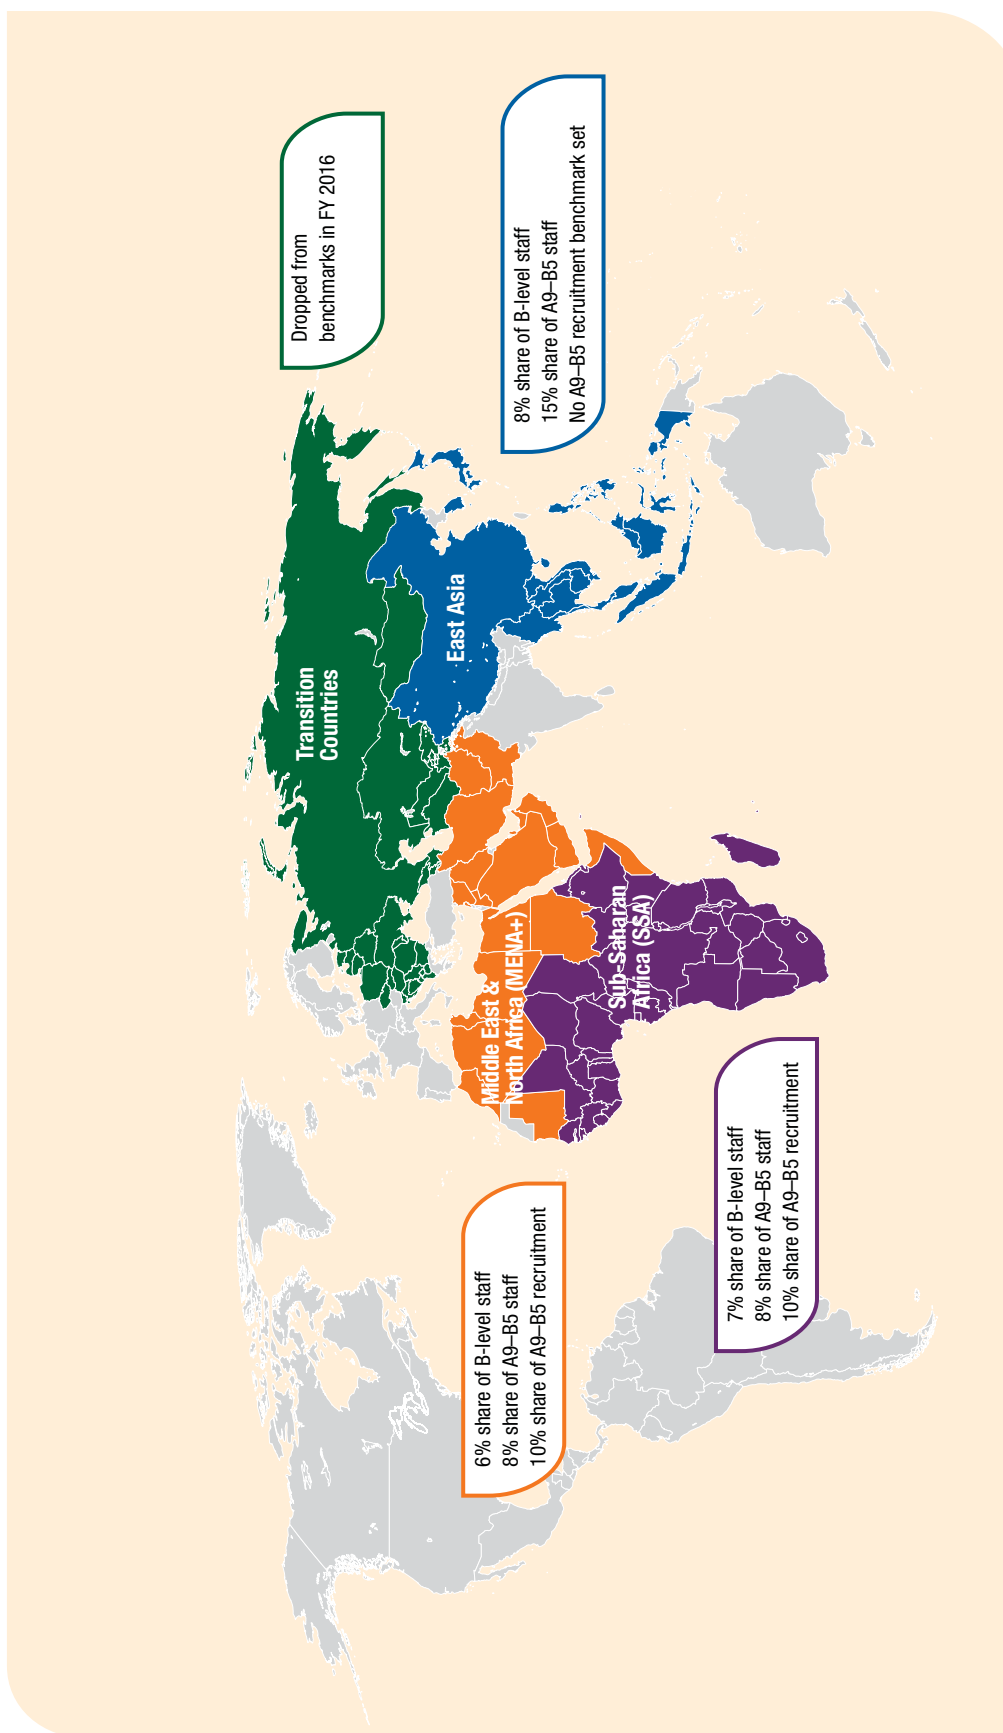 Dropped from
benchmarks in FY 2016
Transition
Countries
8% share of B-level staff
15% share of A9–B5 staff
No A9–B5 recruitment benchmark set
East Asia
Middle East &
North Africa (MENA+)
6% share of B-level staff
8% share of A9–B5 staff
10% share of A9–B5 recruitment
Sub-Saharan
Africa (SSA)
7% share of B-level staff
8% share of A9–B5 staff
10% share of A9–B5 recruitment